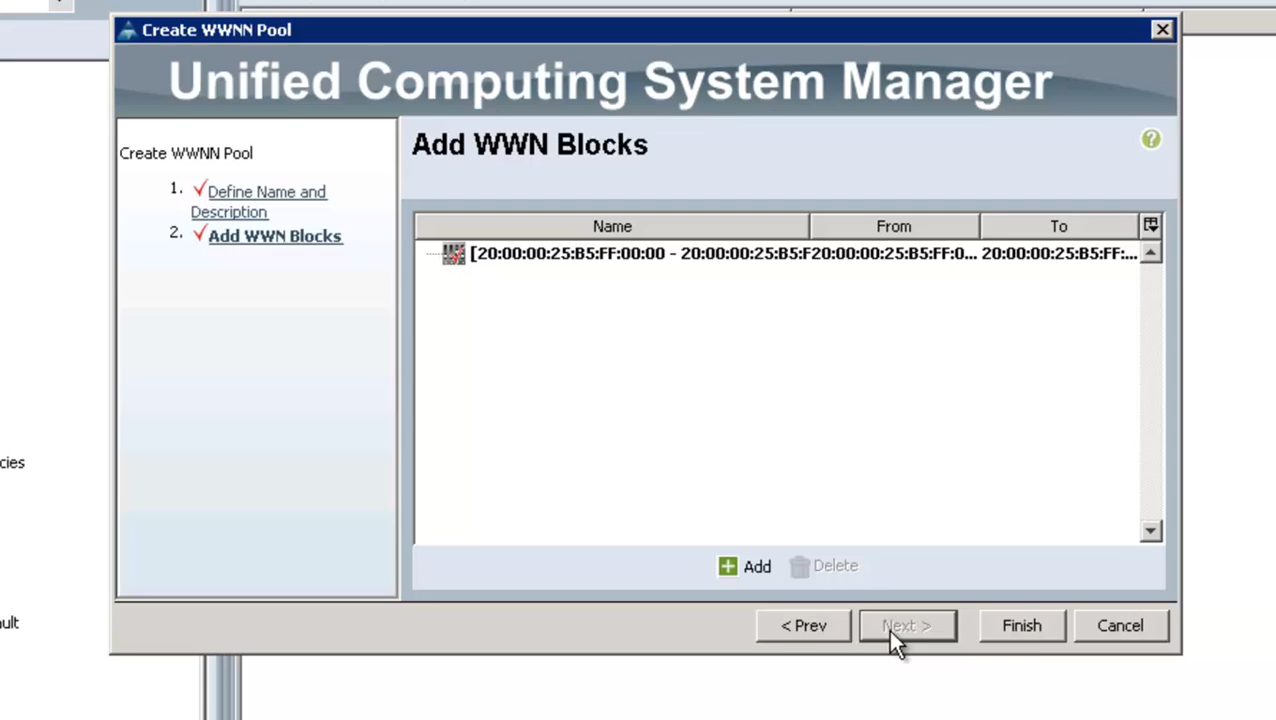 Create WWNN Pool
Unified Computing System Manager
Create WWNN Pool
1. Define Name and
Description
2. Add WWN Blocks
Add WWN Blocks
Name From To
[20:00:00:25:B5:FF:00:00 - 20:00:00:25:B5:F 20:00:00:25:B5:FF:0... 20:00:00:25:B5:FF:...
Add Delete
cies
ault
< Prev Next > Finish Cancel